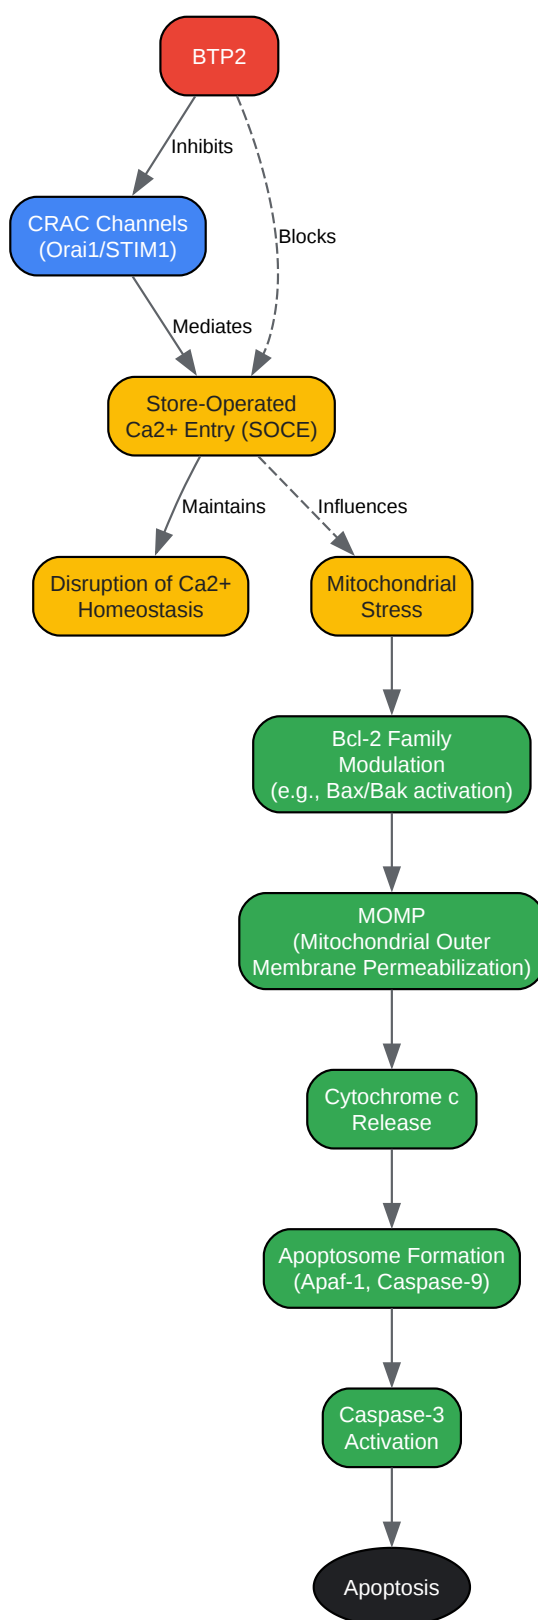 BTP2
Inhibits
CRAC Channels
(Orai1/STIM1)
Blocks
Mediates
Store-Operated
Ca2+ Entry (SOCE)
Maintains
Influences
Disruption of Ca2+
Homeostasis
Mitochondrial
Stress
Bcl-2 Family
Modulation
(e.g., Bax/Bak activation)
MOMP
(Mitochondrial Outer
Membrane Permeabilization)
Cytochrome c
Release
Apoptosome Formation
(Apaf-1, Caspase-9)
Caspase-3
Activation
Apoptosis